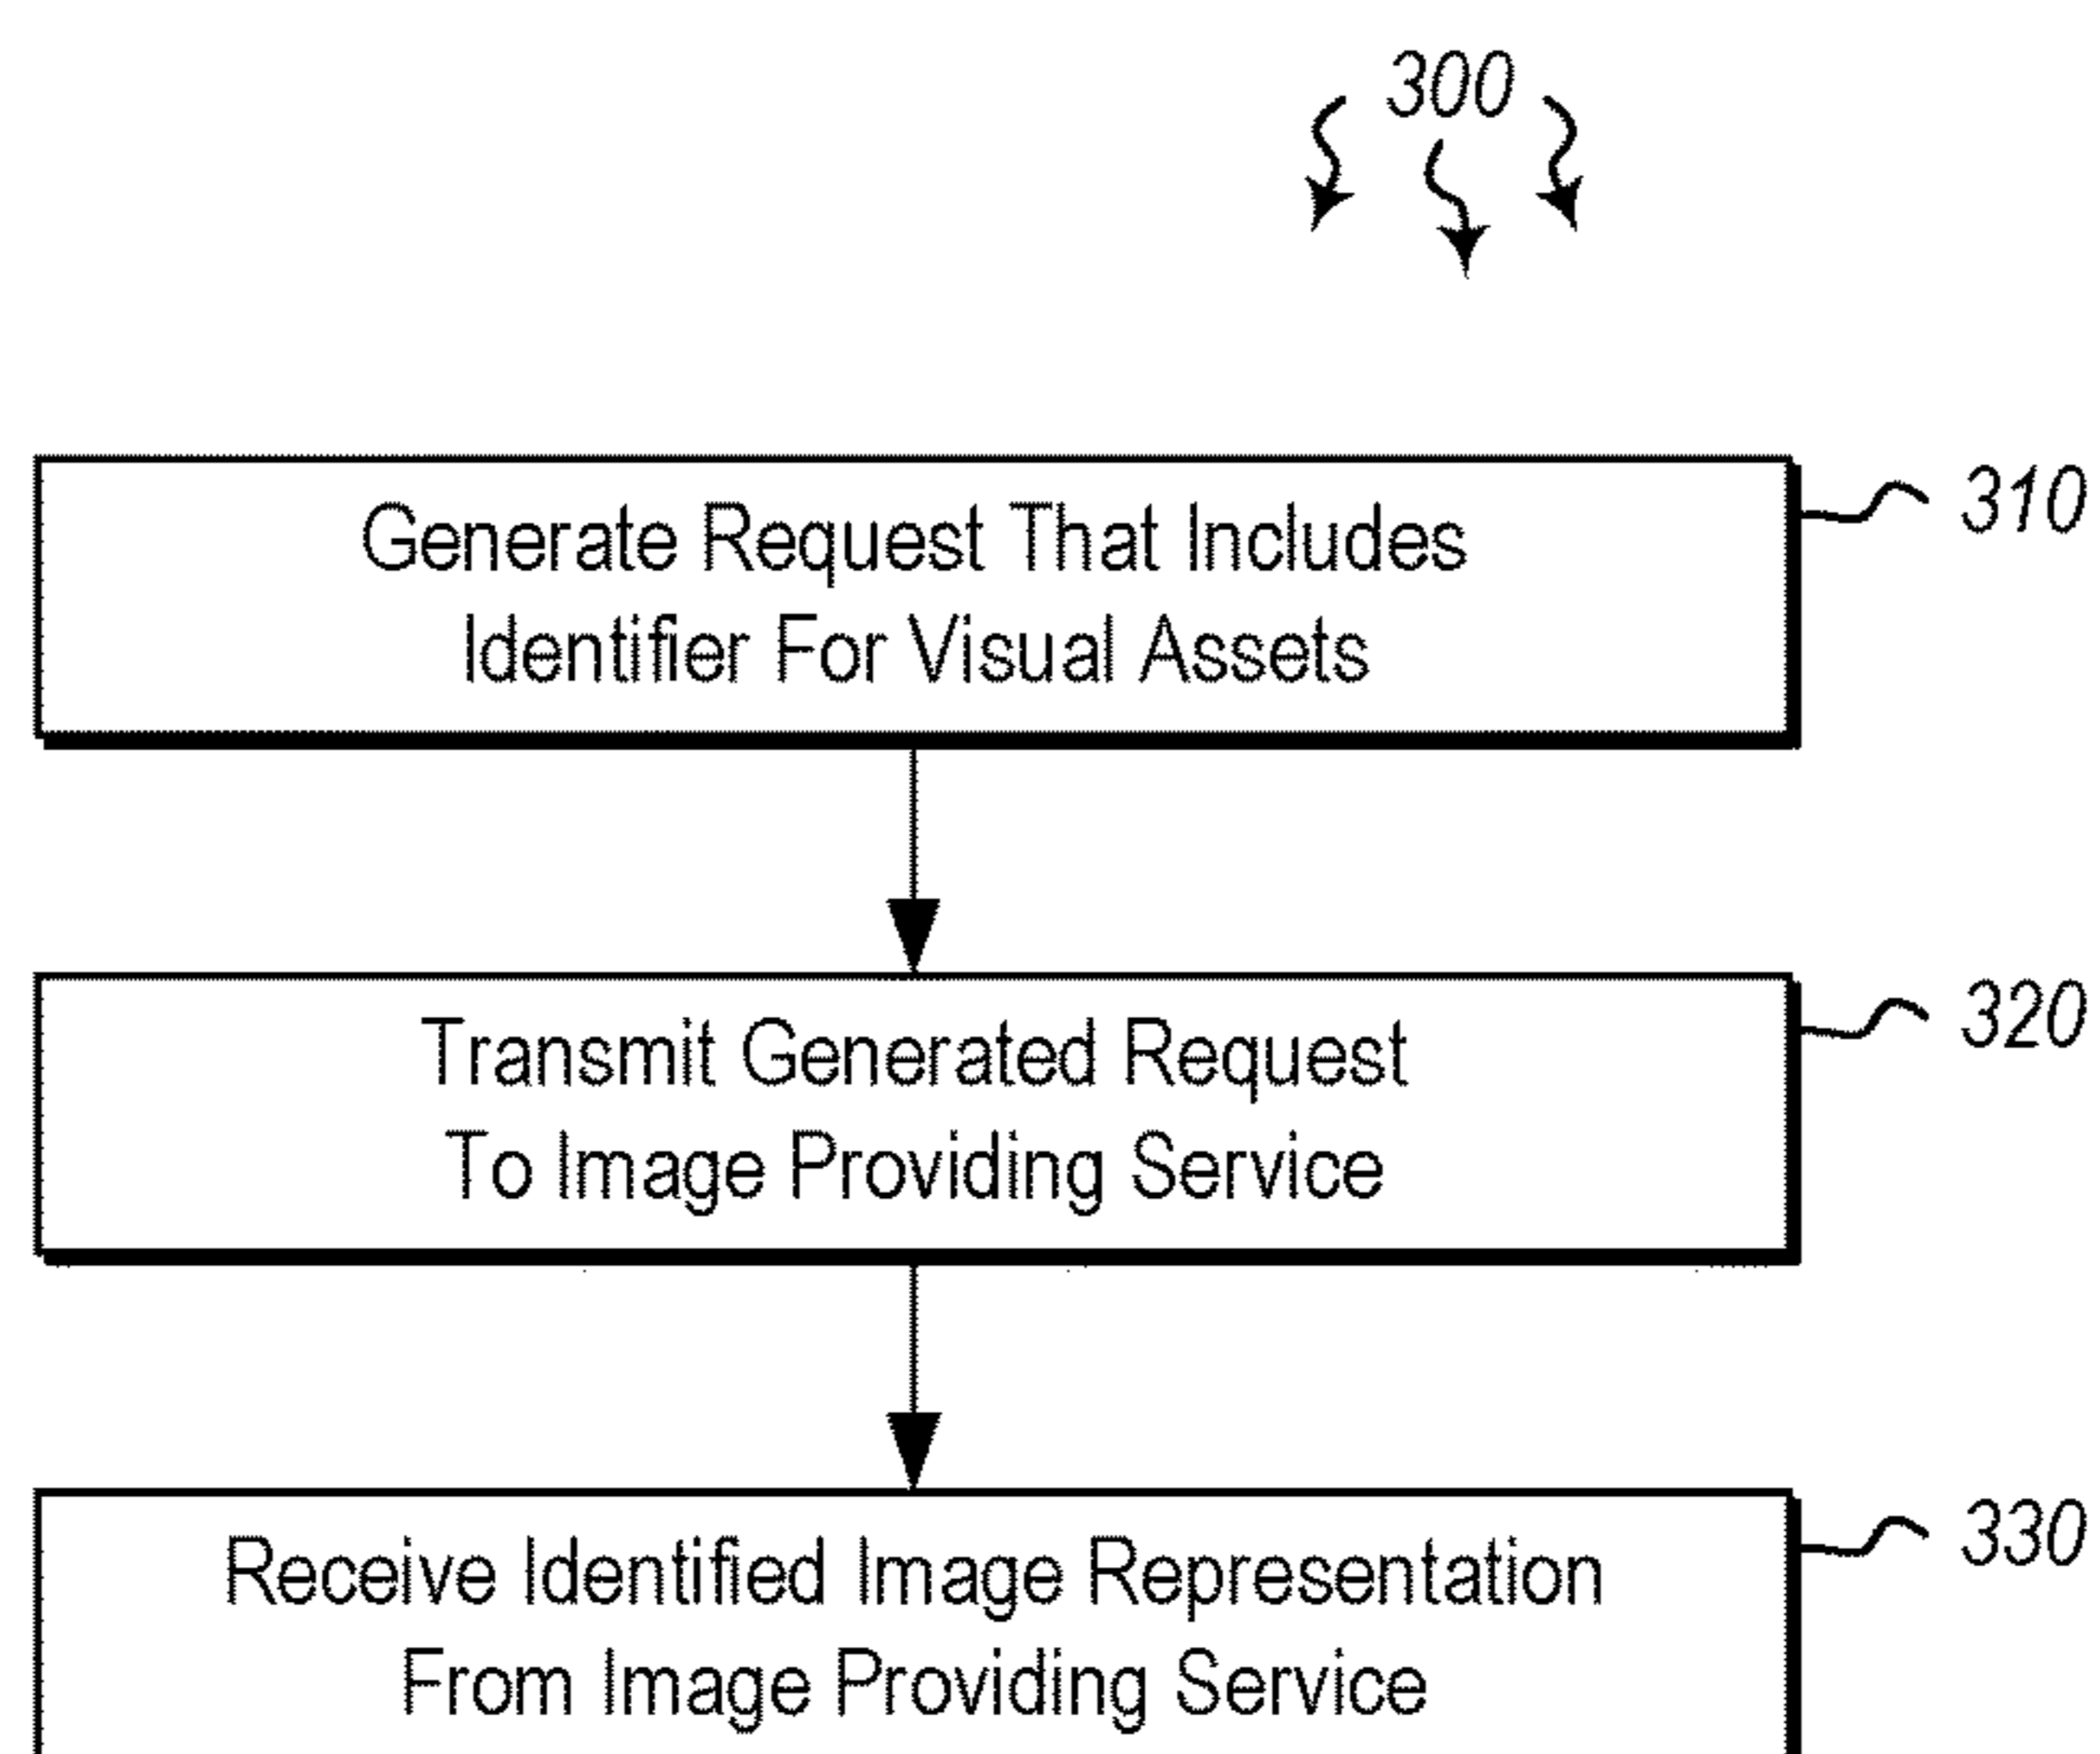 300
Generate Request That Includes
Identifier For Visual Assets
310
Transmit Generated Request
To Image Providing Service
320
Receive Identified Image Representation
From Image Providing Service
330